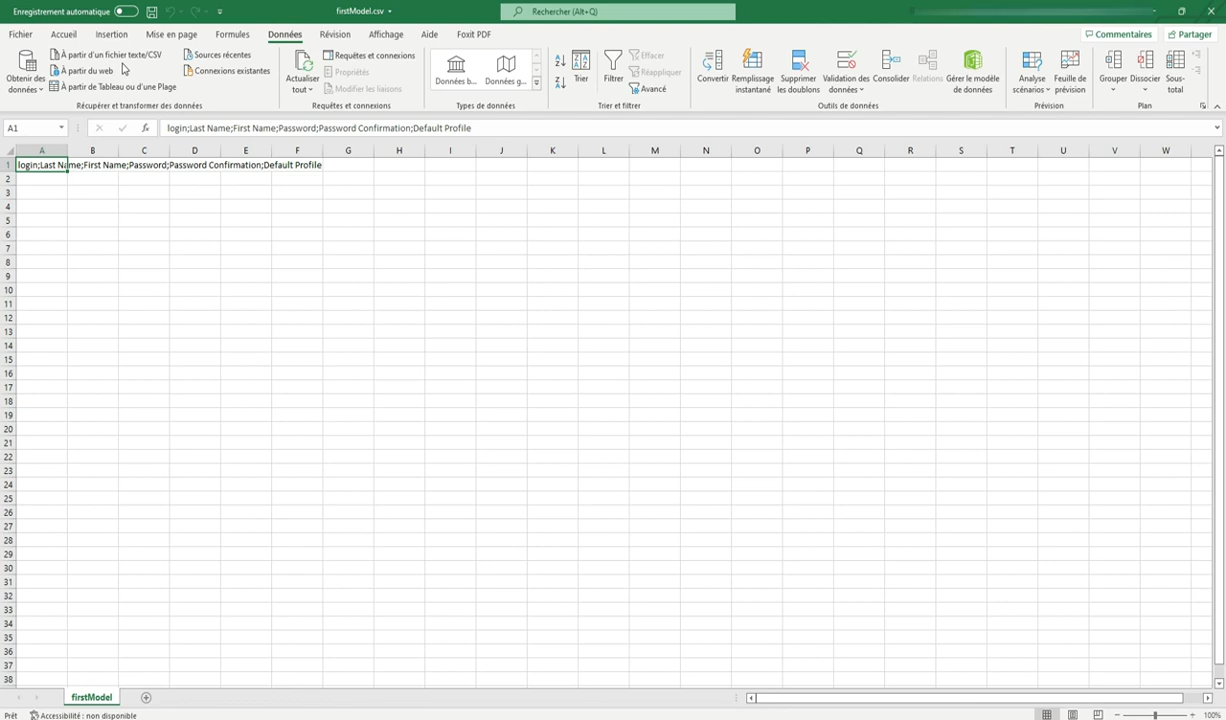 Enregistrement automatique
firstModel.csv
Rechercher (Alt+Q)
Fichier Accueil Insertion Mise en page Formules Données Révision Affichage Aide Foxit PDF
Commentaires Partager
Obtenir des données
À partir d'un fichier texte/CSV
À partir du web
À partir de Tableau ou d'une Plage
Sources récentes
Connexions existantes
Récupérer et transformer des données
Actualiser tout
Requêtes et connexions
Propriétés
Modifier les liaisons
Requêtes et connexions
Données b...
Données g...
Types de données
Trier
Filtrer
Effacer
Réappliquer
Avancé
Trier et filtrer
Convertir
Remplissage instantané
Supprimer les doublons
Validation des données
Consolider
Relations
Gérer le modèle de données
Outils de données
Analyse scénarios
Feuille de prévision
Prévision
Grouper
Dissocier
Sous-total
Plan
A1
fx
login;Last Name;First Name;Password;Password Confirmation;Default Profile
A B C D E F G H I J K L M N O P Q R S T U V W
1 login;Last Name;First Name;Password;Password Confirmation;Default Profile
2
3
4
5
6
7
8
9
10
11
12
13
14
15
16
17
18
19
20
21
22
23
24
25
26
27
28
29
30
31
32
33
34
35
36
37
38
firstModel
Prêt
Accessibilité : non disponible
100%